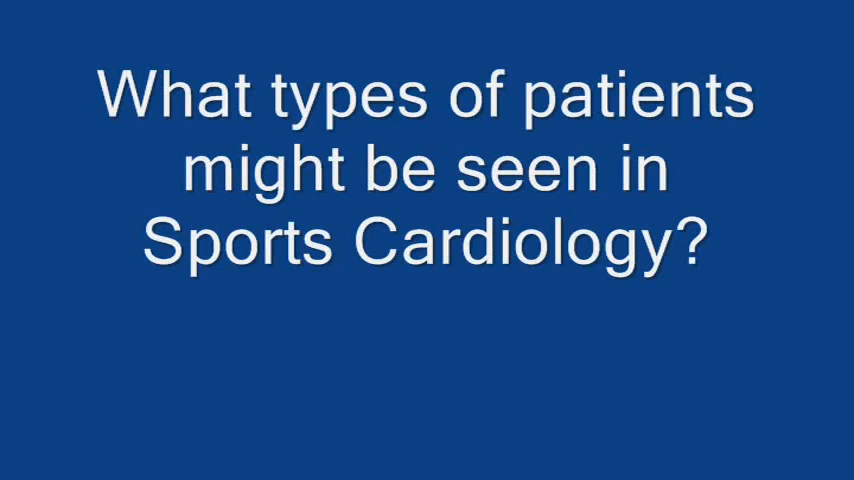 What types of patients
might be seen in
Sports Cardiology?